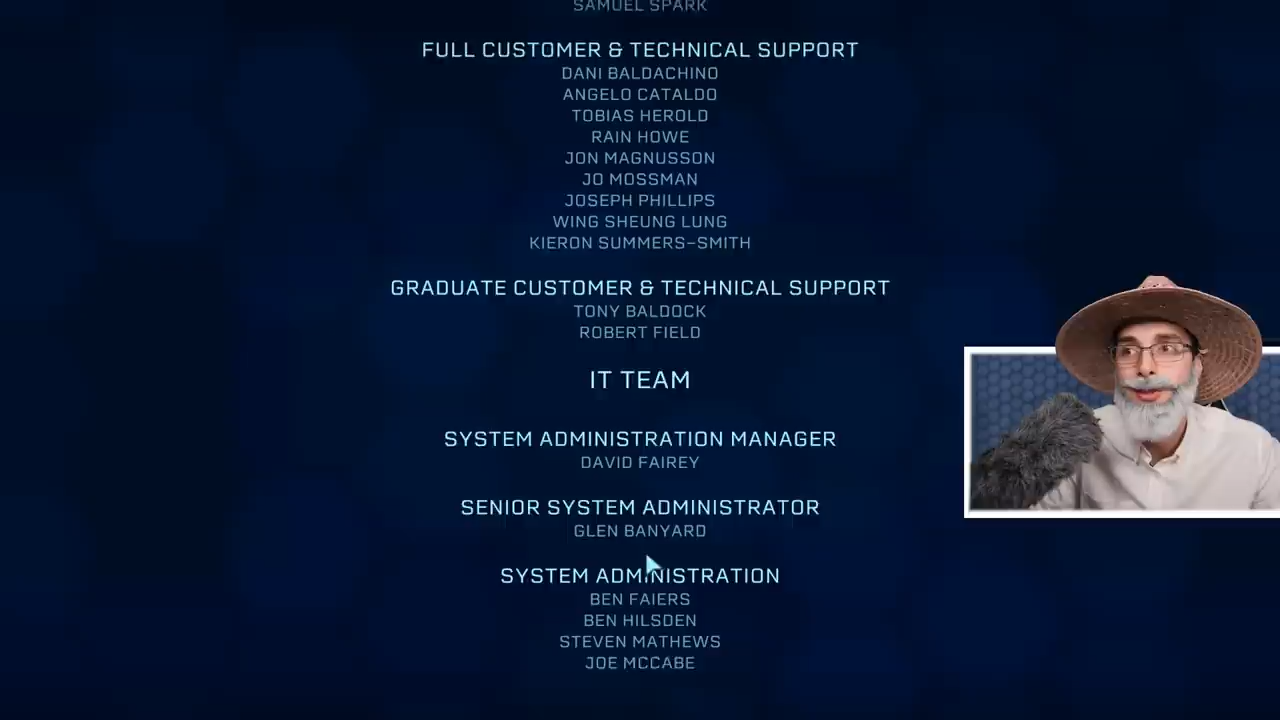 SAMUEL SPARK
FULL CUSTOMER & TECHNICAL SUPPORT
DANI BALDACHINO
ANGELO CATALDO
TOBIAS HEROLD
RAIN HOWE
JON MAGNUSSON
JO MOSSMAN
JOSEPH PHILLIPS
WING SHEUNG LUNG
KIERON SUMMERS-SMITH
GRADUATE CUSTOMER & TECHNICAL SUPPORT
TONY BALDOCK
ROBERT FIELD
IT TEAM
SYSTEM ADMINISTRATION MANAGER
DAVID FAIREY
SENIOR SYSTEM ADMINISTRATOR
GLEN BANYARD
SYSTEM ADMINISTRATION
BEN FAIERS
BEN HILSDEN
STEVEN MATHEWS
JOE MCCABE